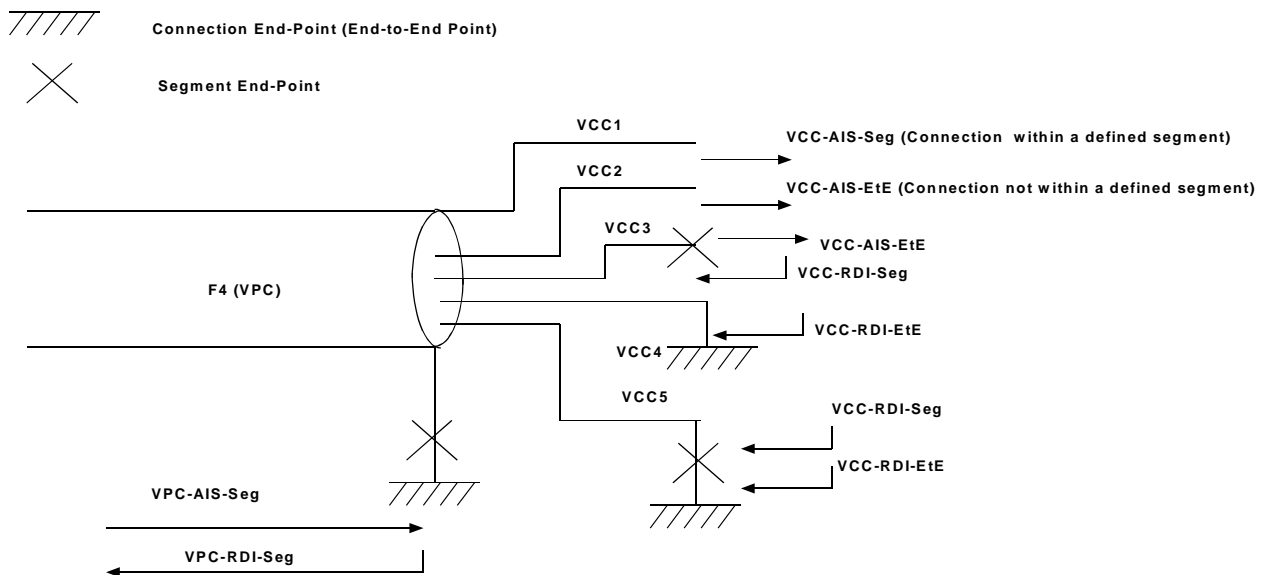 Connection End-Point (End-to-End Point)
Segment End-Point
VCC1
VCC-AIS-Seg (Connection within a defined segment)
VCC2
VCC-AIS-EtE (Connection not within a defined segment)
VCC3
VCC-AIS-EtE
VCC-RDI-Seg
F4 (VPC)
VCC-RDI-EtE
VCC4
VCC5
VCC-RDI-Seg
VCC-RDI-EtE
VPC-AIS-Seg
VPC-RDI-Seg